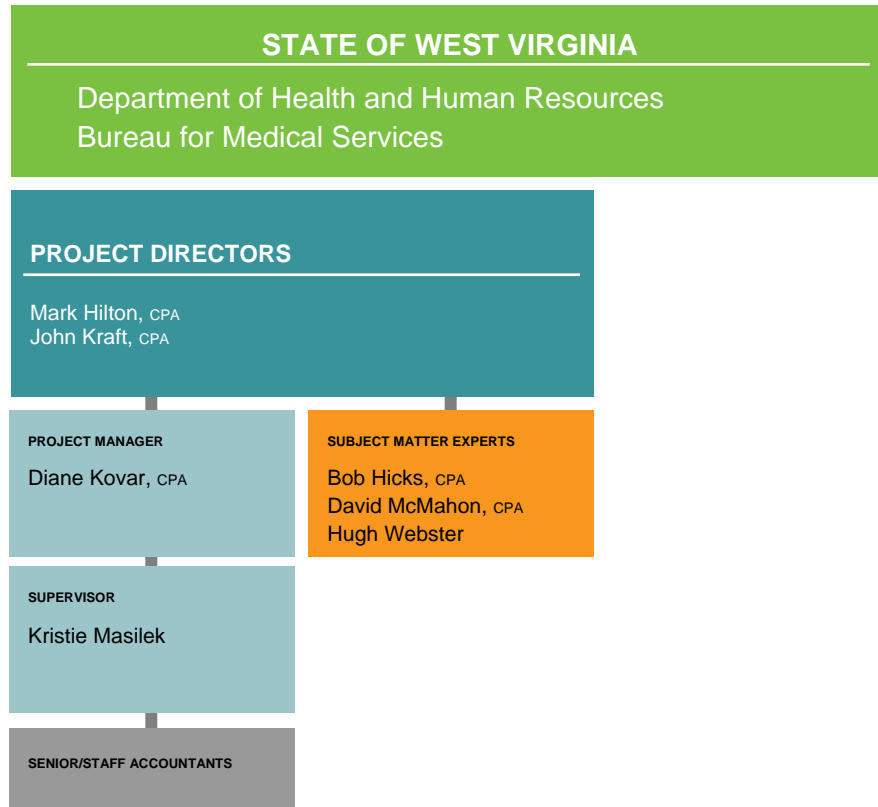 STATE OF WEST VIRGINIA
Department of Health and Human Resources
Bureau for Medical Services
PROJECT DIRECTORS
Mark Hilton, CPA
John Kraft, CPA
PROJECT MANAGER
Diane Kovar, CPA
SUBJECT MATTER EXPERTS
Bob Hicks, CPA
David McMahon, CPA
Hugh Webster
SUPERVISOR
Kristie Masilek
SENIOR/STAFF ACCOUNTANTS